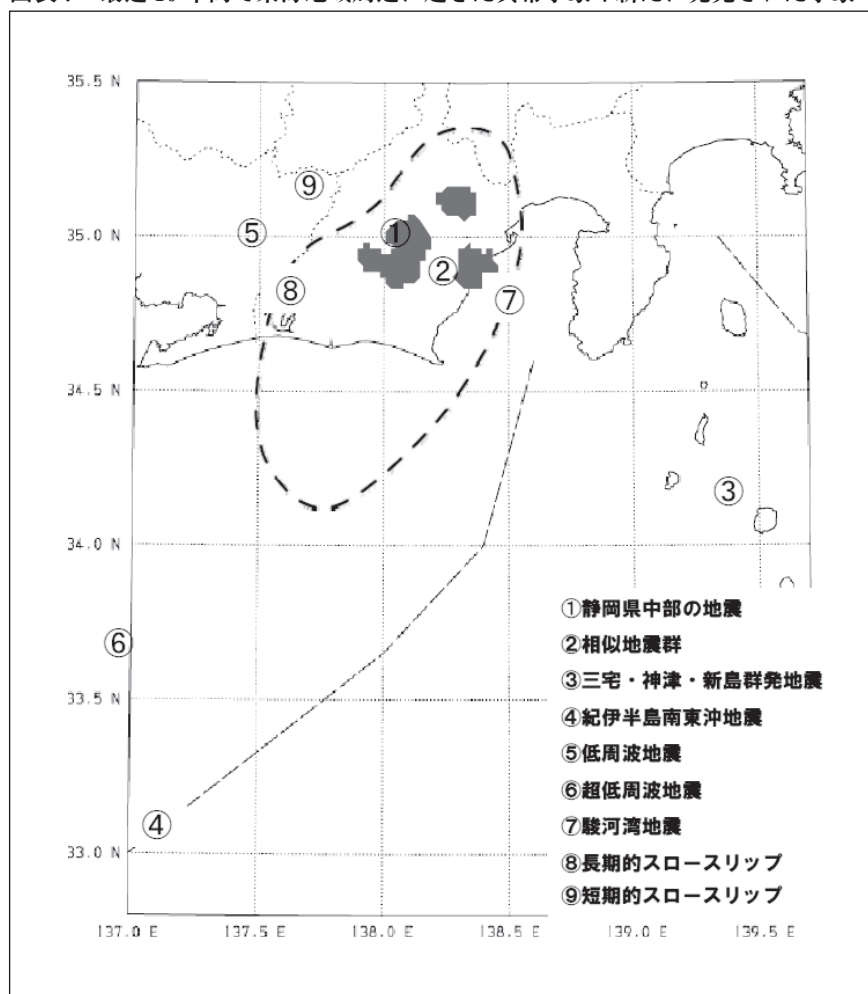 35.5 N
⑨
⑤
35.0 N
①
②
⑧
⑦
34.5 N
③
34.0 N
①静岡県中部の地震
⑥
②相似地震群
33.5 N
③三宅・神津・新島群発地震
④紀伊半島南東沖地震
⑤低周波地震
⑥超低周波地震
④
⑦駿河湾地震
33.0 N
⑧長期的スロースリップ
⑨短期的スロースリップ
137.0 E 137.5 E 138.0 E 138.5 E 139.0 E 139.5 E